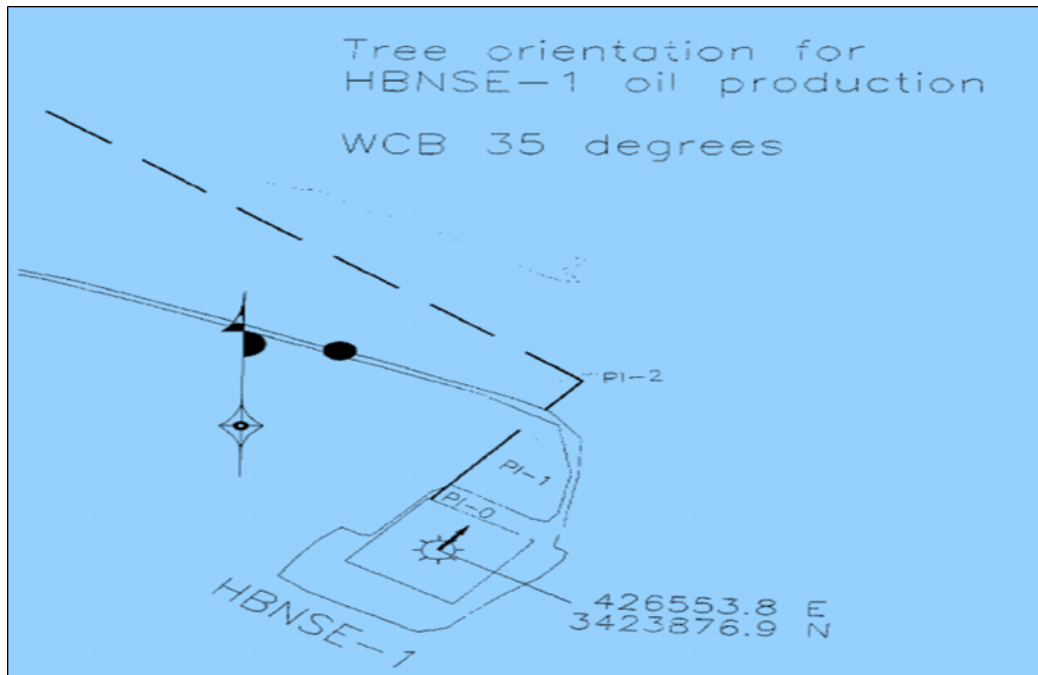 Tree orientation for
HBNSE-1 oil production
WCB 35 degrees
PI-2
PI-1
PI-0
426553.8 E
3423876.9 N
HBNSE-1